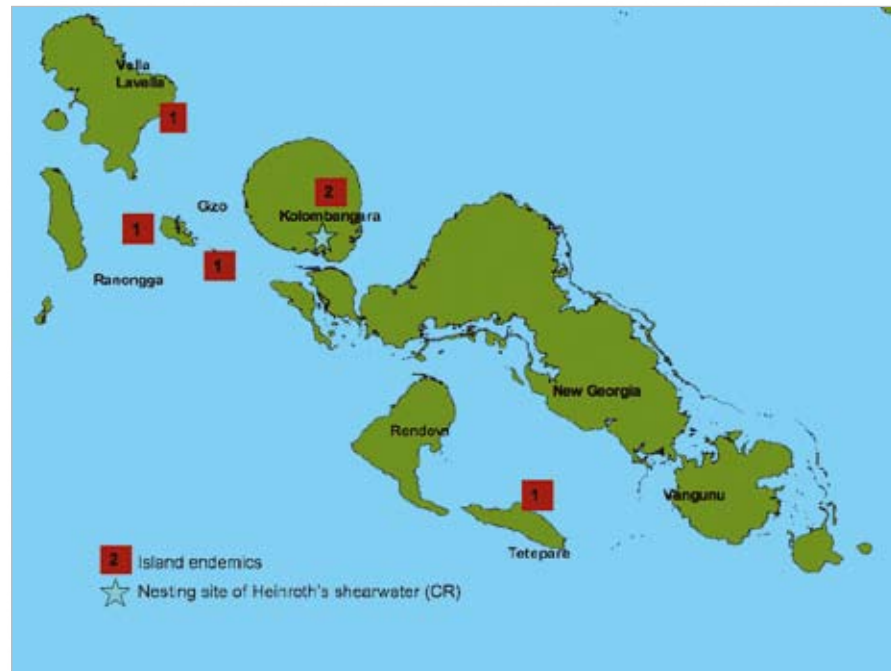 Vella
Lavella
1
2
Gizo
Kolombangara
1
1
Ranongga
New Georgia
Rendova
1
Vangunu
Tetepare
2 Island endemics
Nesting site of Heinroth's shearwater (CR)